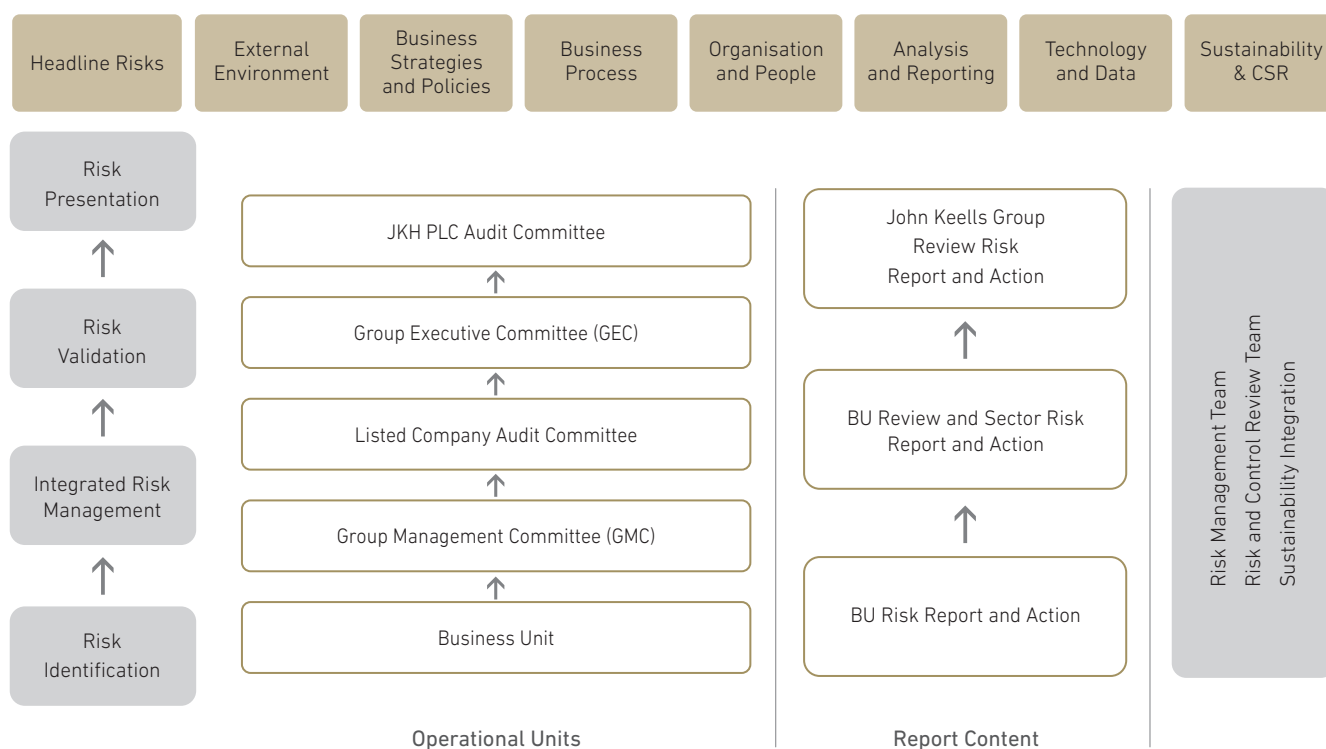 Headline Risks
External
Environment
Business
Strategies
and Policies
Business
Process
Organisation
and People
Analysis
and Reporting
Technology
and Data
Sustainability
& CSR
Risk
Presentation
Risk
Validation
Integrated Risk
Management
Risk
Identification
JKH PLC Audit Committee
Group Executive Committee (GEC)
Listed Company Audit Committee
Group Management Committee (GMC)
Business Unit
Operational Units
John Keells Group
Review Risk
Report and Action
BU Review and Sector Risk
Report and Action
BU Risk Report and Action
Report Content
Risk Management Team
Risk and Control Review Team
Sustainability Integration